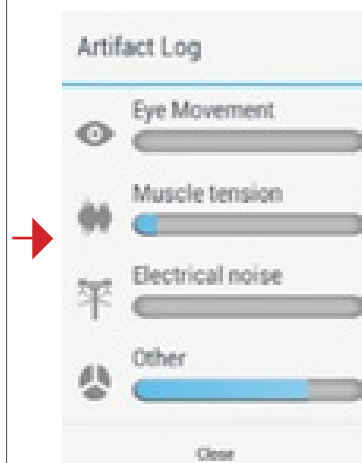 Artifact Log
Eye Movement
Muscle tension
Electrical noise
Other
Close